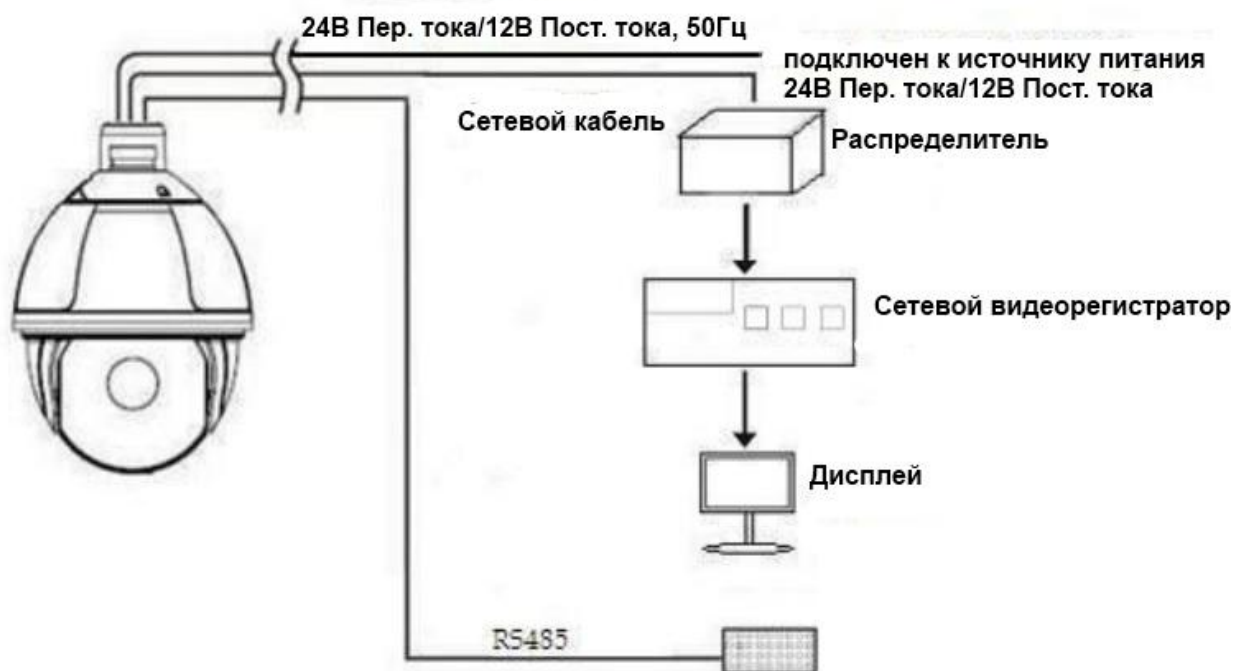 24В Пер. тока/12В Пост. тока, 50Гц
подключен к источнику питания
24В Пер. тока/12В Пост. тока
Сетевой кабель
Распределитель
Сетевой видеорегистратор
Дисплей
RS485